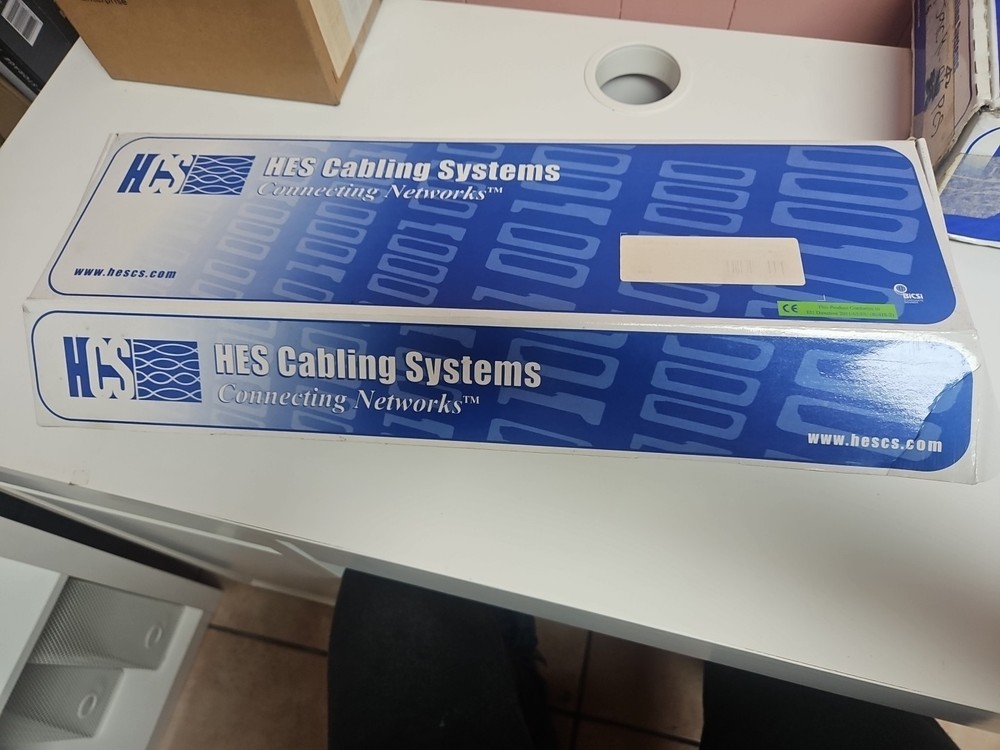 HCS
HES Cabling Systems
Connecting Networks™
www.hescs.com
CE
BICSI
HCS
HES Cabling Systems
Connecting Networks™
www.hescs.com